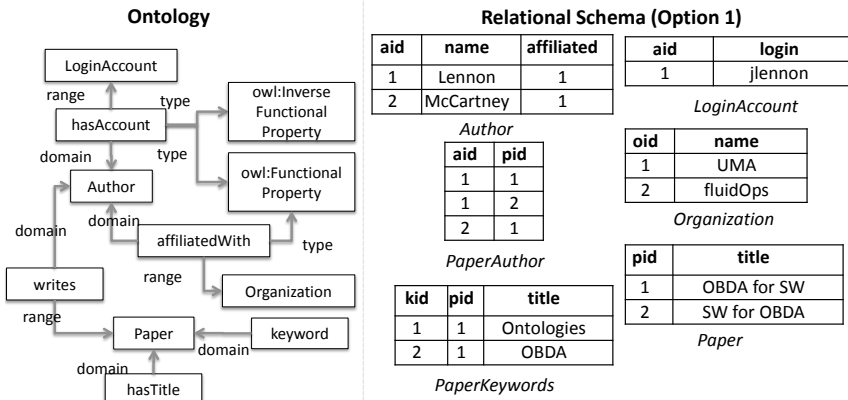 Ontology
LoginAccount
range
type
owl:Inverse
Functional
Property
hasAccount
domain
type
owl:Functional
Property
Author
domain
domain
affiliatedWith
type
writes
range
Organization
range
Paper
keyword
domain
domain
hasTitle
Relational Schema (Option 1)
aid name affiliated
1 Lennon 1
2 McCartney 1
Author
aid login
1 jlennon
LoginAccount
aid pid
1 1
1 2
2 1
PaperAuthor
oid name
1 UMA
2 fluidOps
Organization
kid pid title
1 1 Ontologies
2 1 OBDA
PaperKeywords
pid title
1 OBDA for SW
2 SW for OBDA
Paper